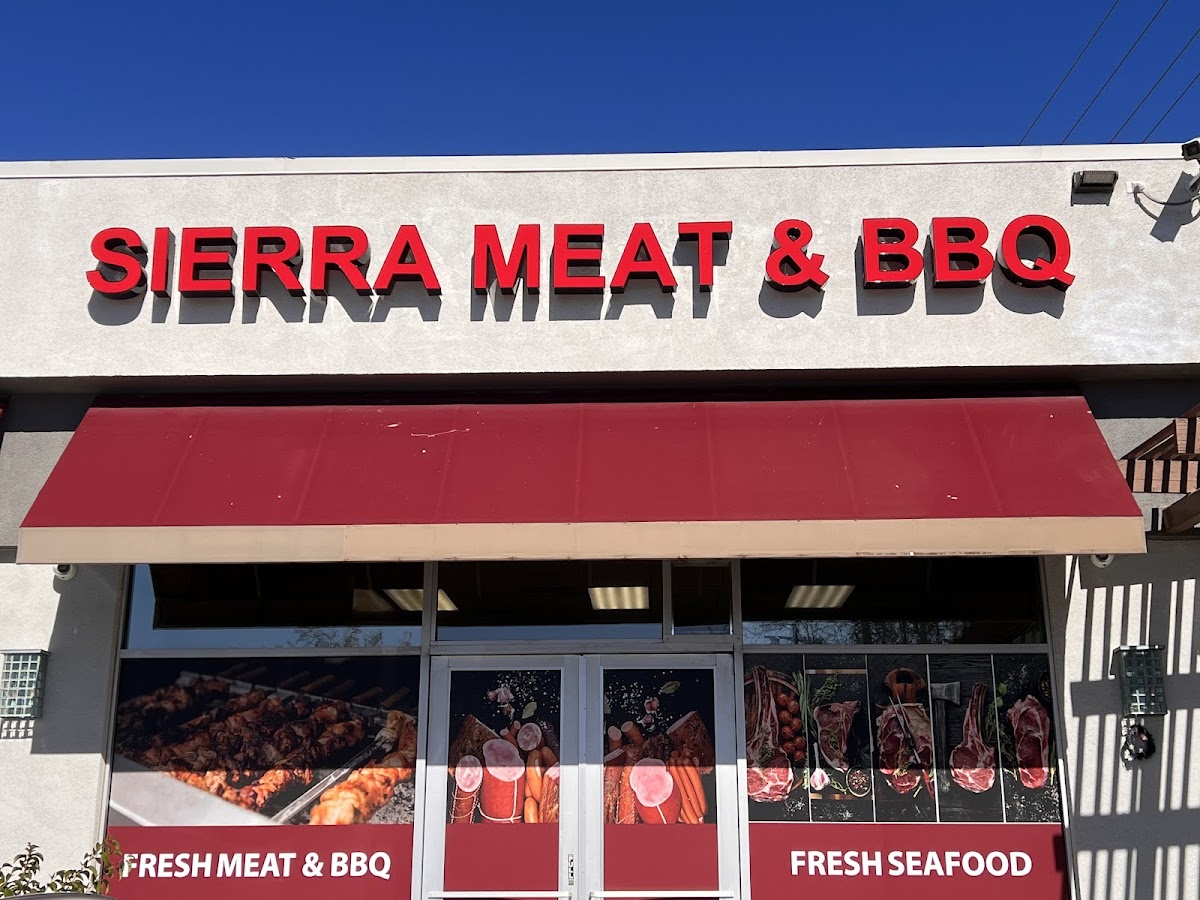 SIERRA MEAT & BBQ
FRESH MEAT & BBQ
FRESH SEAFOOD